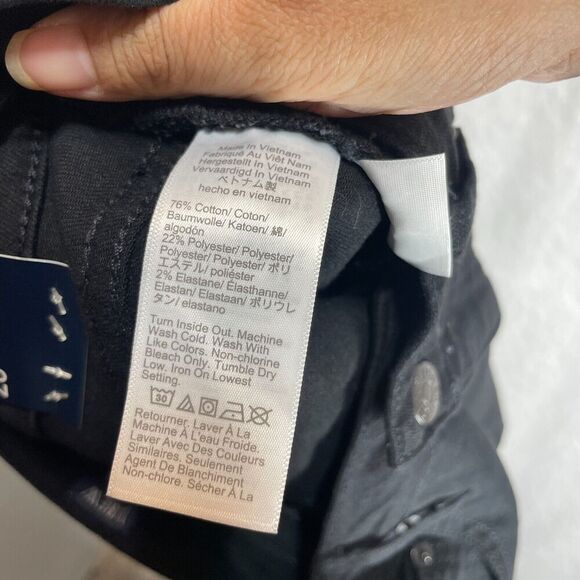 Made In Vietnam
Fabriqué Au Viêt Nam
Hergestellt In Vietnam
Vervaardigd In Vietnam
ベトナム製
hecho en vietnam
76% Cotton/ Coton/
Baumwolle/ Katoen/ 綿/
algodón
22% Polyester/ Polyester/
Polyester/ Polyester/ ポリ
エステル/ poliéster
2% Elastane/ Élasthanne/
Elastan/ Elastaan/ ポリウレ
タン/ elastano
Turn Inside Out. Machine
Wash Cold. Wash With
Like Colors. Non-chlorine
Bleach Only. Tumble Dry
Low. Iron On Lowest
Setting.
30
Retourner. Laver À La
Machine À L'eau Froide.
Laver Avec Des Couleurs
Similaires. Seulement
Agent De Blanchiment
Non-chlore. Sécher À La